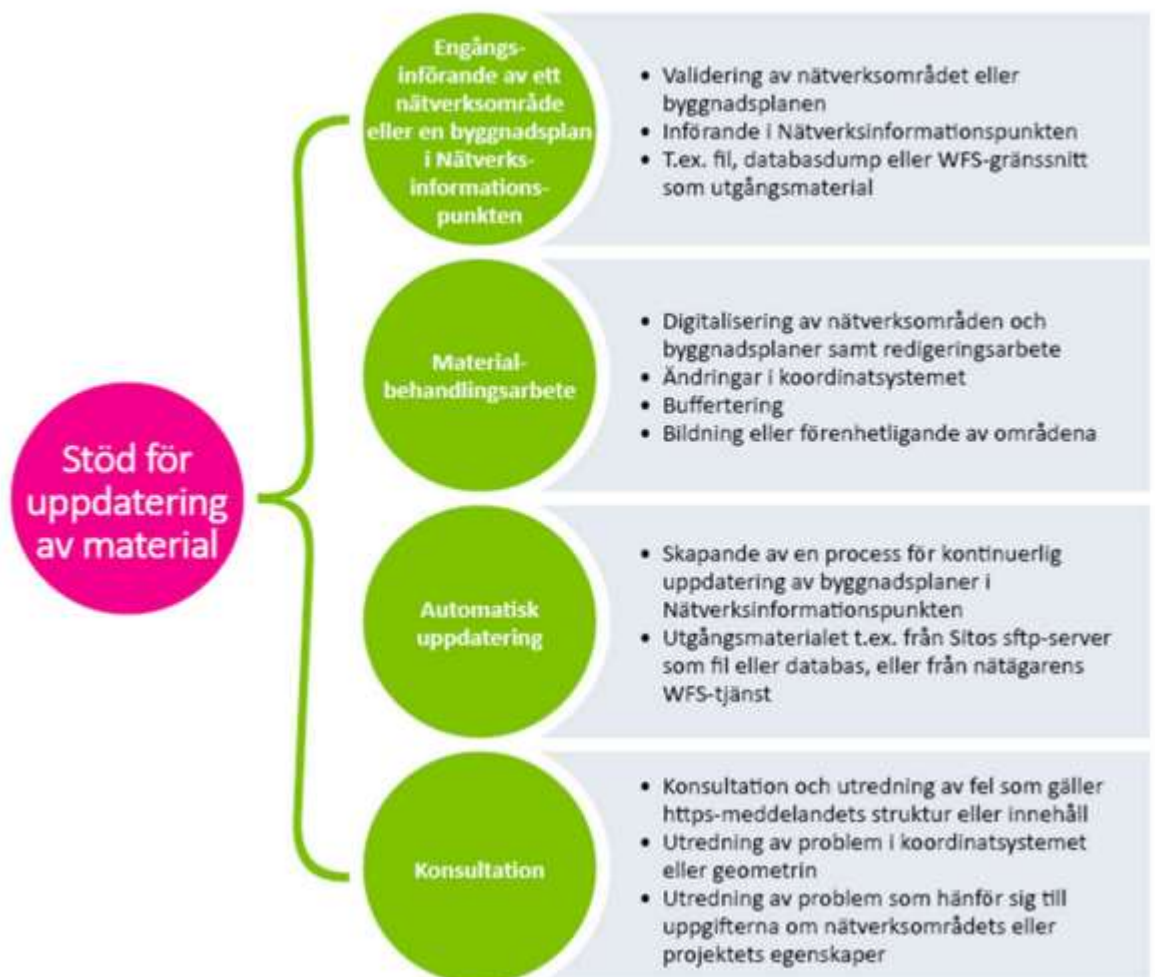 Stöd för
uppdatering
av material
Engångs-
införande av ett
nätverksområde
eller en byggnadsplan
i Nätverks-
informations-
punkten
• Validering av nätverksområdet eller
byggnadsplanen
• Införande i Nätverksinformationspunkten
• T.ex. fil, databasdump eller WFS-gränssnitt
som utgångsmaterial
Material-
behandlingsarbete
• Digitalisering av nätverksområden och
byggnadsplaner samt redigeringsarbete
• Ändringar i koordinatsystemet
• Buffertering
• Bildning eller förenhetligande av områdena
Automatisk
uppdatering
• Skapande av en process för kontinuerlig
uppdatering av byggnadsplaner i
Nätverksinformationspunkten
• Utgångsmaterialet t.ex. från Sitos sftp-server
som fil eller databas, eller från nätägarens
WFS-tjänst
Konsultation
• Konsultation och utredning av fel som gäller
https-meddelandets struktur eller innehåll
• Utredning av problem i koordinatsystemet
eller geometrin
• Utredning av problem som hänför sig till
uppgifterna om nätverksområdets eller
projektets egenskaper